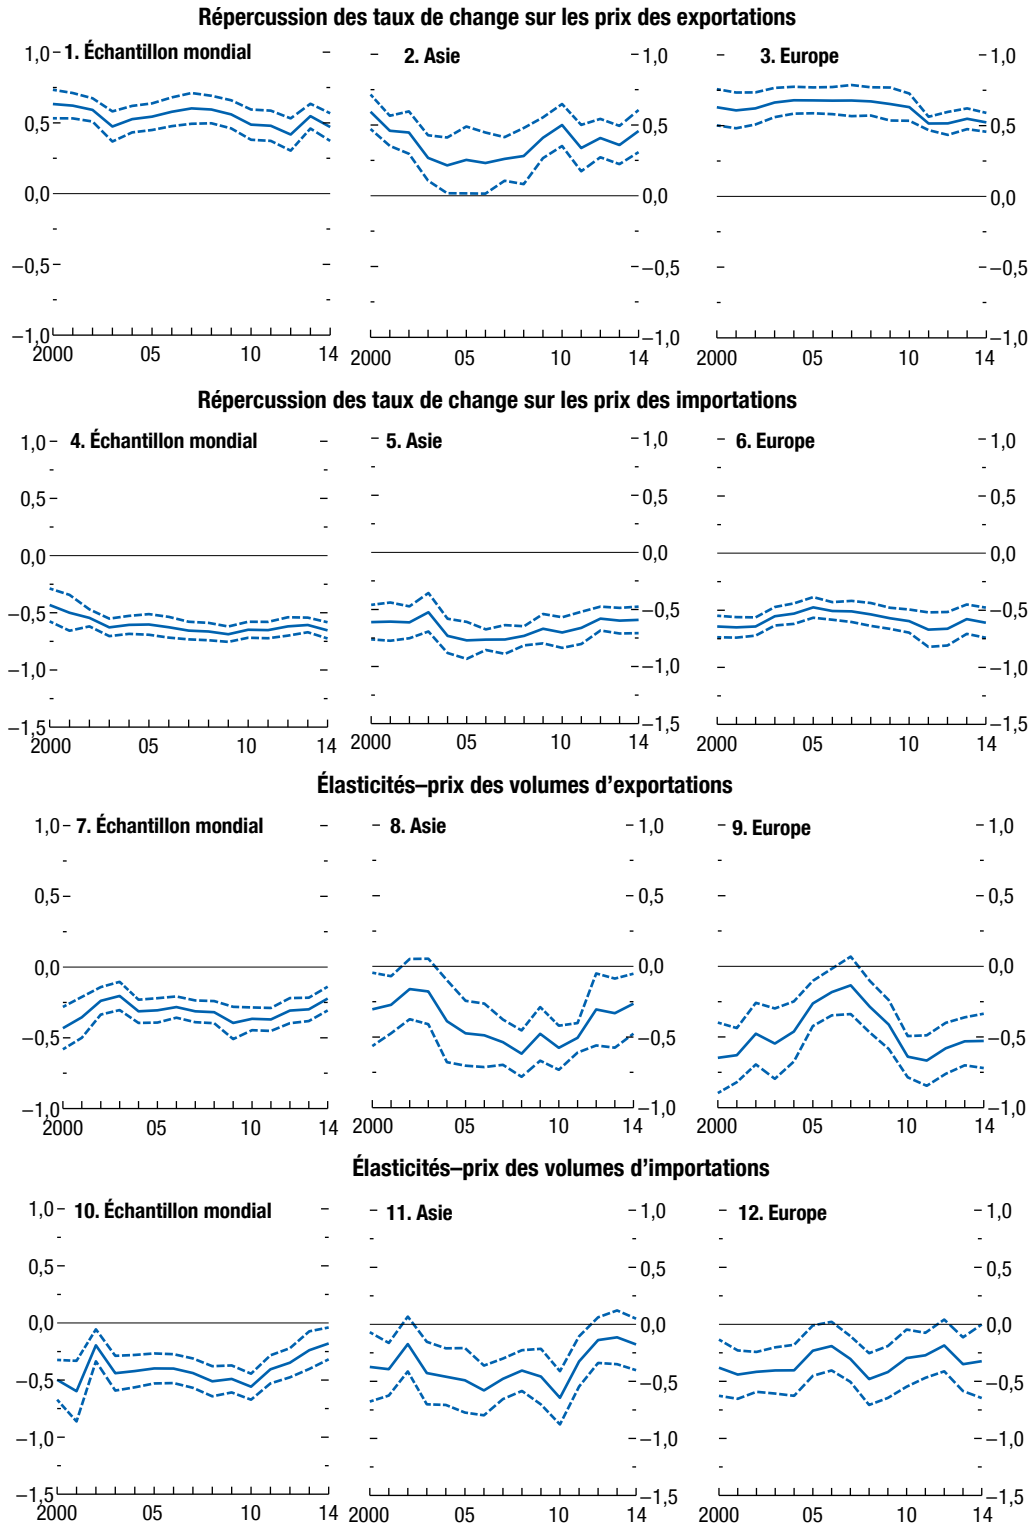 Répercussion des taux de change sur les prix des exportations
1. Échantillon mondial
2. Asie
3. Europe
1,0
0,5
0,0
–0,5
–1,0
1,0
0,5
0,0
–0,5
–1,0
1,0
0,5
0,0
–0,5
–1,0
2000 05 10 14
2000 05 10 14
2000 05 10 14
Répercussion des taux de change sur les prix des importations
4. Échantillon mondial
5. Asie
6. Europe
1,0
0,5
0,0
–0,5
–1,0
–1,5
1,0
0,5
0,0
–0,5
–1,0
–1,5
1,0
0,5
0,0
–0,5
–1,0
–1,5
2000 05 10 14
2000 05 10 14
2000 05 10 14
Élasticités–prix des volumes d’exportations
7. Échantillon mondial
8. Asie
9. Europe
1,0
0,5
0,0
–0,5
–1,0
1,0
0,5
0,0
–0,5
–1,0
1,0
0,5
0,0
–0,5
–1,0
2000 05 10 14
2000 05 10 14
2000 05 10 14
Élasticités–prix des volumes d’importations
10. Échantillon mondial
11. Asie
12. Europe
1,0
0,5
0,0
–0,5
–1,0
–1,5
1,0
0,5
0,0
–0,5
–1,0
–1,5
1,0
0,5
0,0
–0,5
–1,0
–1,5
2000 05 10 14
2000 05 10 14
2000 05 10 14